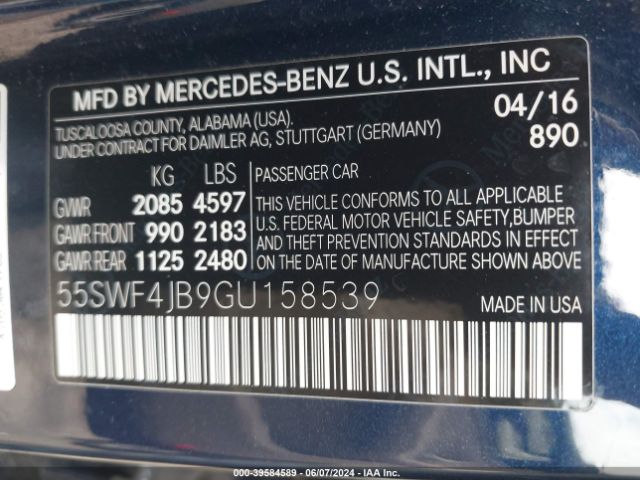 MFD BY MERCEDES-BENZ U.S. INTL., INC
TUSCALOOSA COUNTY, ALABAMA (USA). 04/16
UNDER CONTRACT FOR DAIMLER AG, STUTTGART (GERMANY) 890
KG LBS PASSENGER CAR
GVWR 2085 4597
GAWR FRONT 990 2183
GAWR REAR 1125 2480
THIS VEHICLE CONFORMS TO ALL APPLICABLE
U.S. FEDERAL MOTOR VEHICLE SAFETY,BUMPER
AND THEFT PREVENTION STANDARDS IN EFFECT
ON THE DATE OF MANUFACTURE SHOWN ABOVE.
55SWF4JB9GU158539
000-39584589 | 06/07/2024 - IAA Inc.